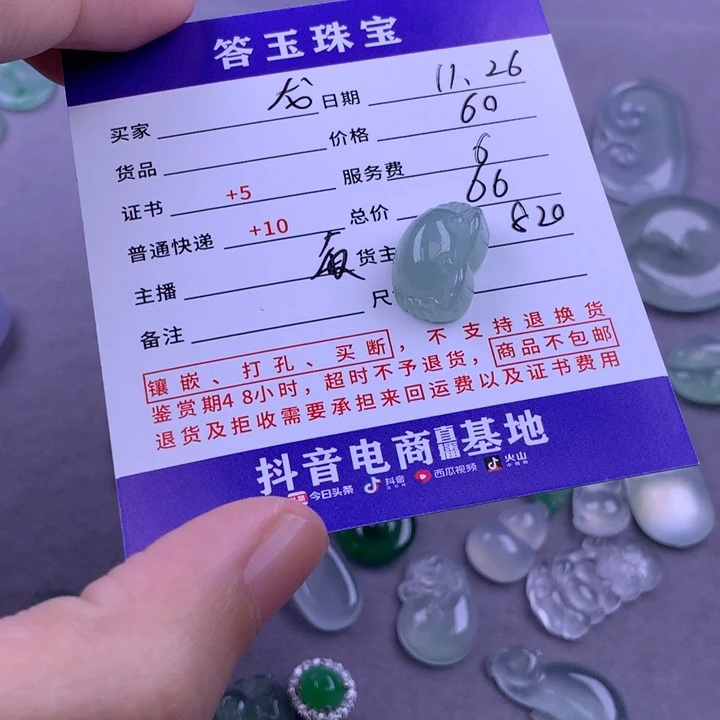 答玉珠宝
买家 龙 日期 11.26
货品 价格 60
证书 +5 服务费 6
普通快递 +10 总价 66
主播 货主 820
备注 尺
镶嵌、打孔、买断，不支持退换货
鉴赏期48小时，超时不予退货，商品不包邮
退货及拒收需要承担来回运费以及证书费用
抖音电商直播基地
今日头条 抖音 西瓜视频 火山